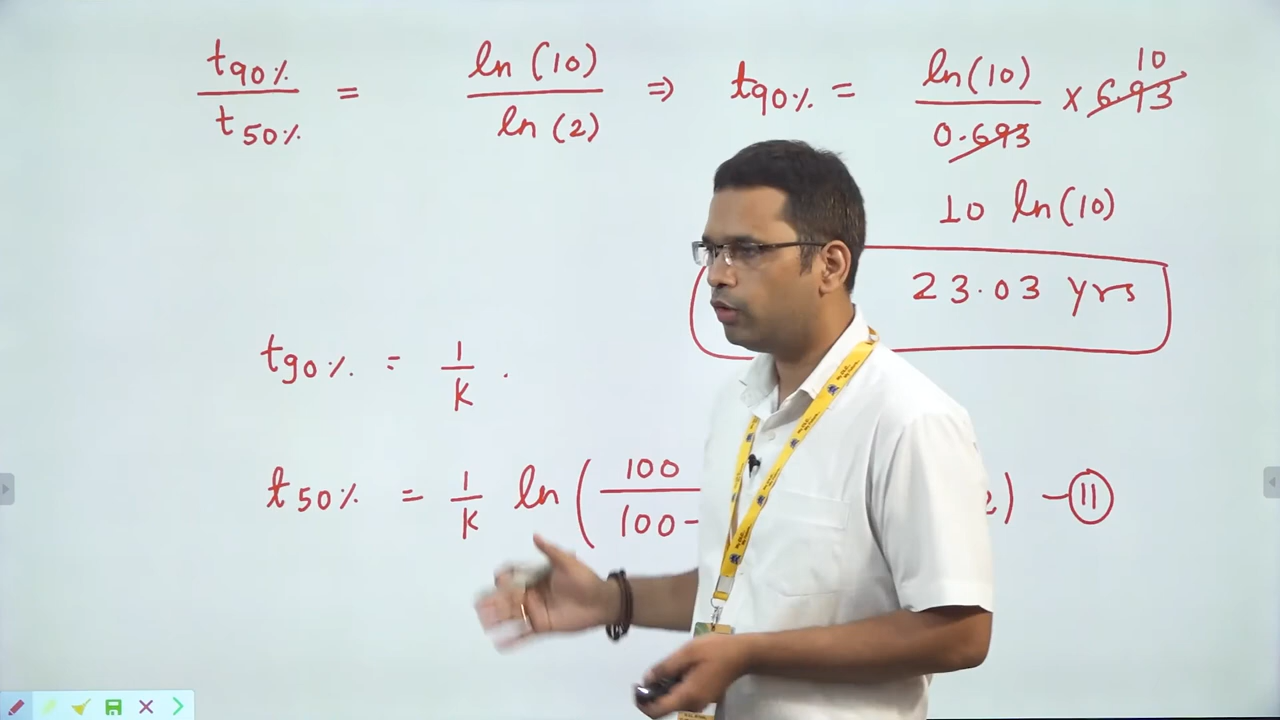 t90% / t50% = ln (10) / ln (2) ⇒ t90% = ln(10) / 0.693 × 6.93 10
10 ln(10)
23.03 yrs
t90% = 1/K .
t50% = 1/K ln ( 100 / 100- ) - 11